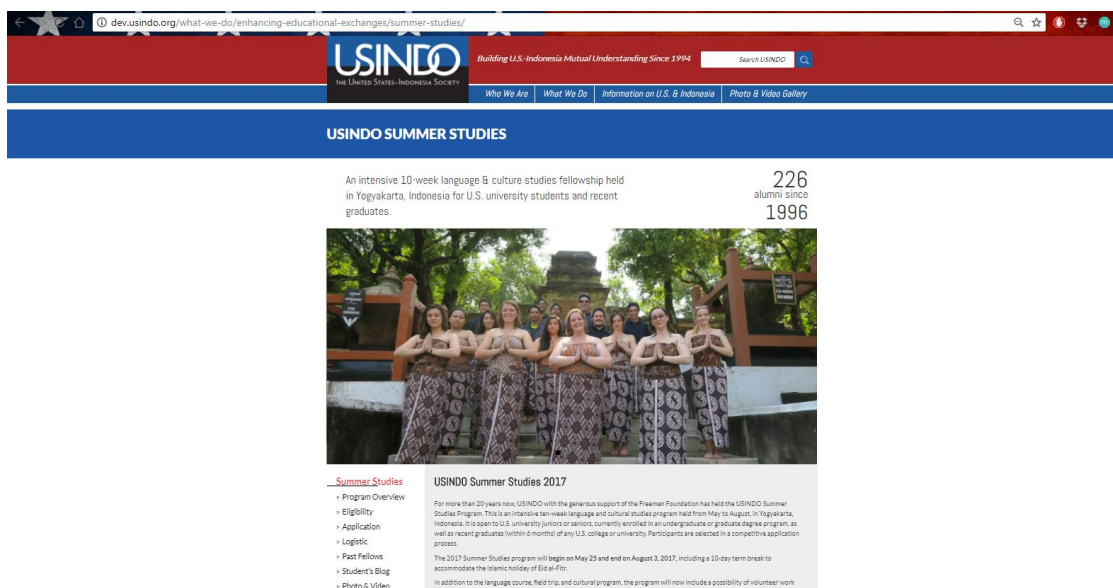 dev.usindo.org/what-we-do/enhancing-educational-exchanges/summer-studies/
USINDO
THE UNITED STATES–INDONESIA SOCIETY
Building U.S.-Indonesia Mutual Understanding Since 1994
Search USINDO
Who We Are
What We Do
Information on U.S. & Indonesia
Photo & Video Gallery
USINDO SUMMER STUDIES
An intensive 10-week language & culture studies fellowship held
in Yogyakarta, Indonesia for U.S. university students and recent
graduates.
226
alumni since
1996
Summer Studies
› Program Overview
› Eligibility
› Application
› Logistic
› Past Fellows
› Student's Blog
› Photo & Video
USINDO Summer Studies 2017
For more than 20 years now, USINDO with the generous support of the Freeman Foundation has held the USINDO Summer
Studies Program. This is an intensive ten-week language and cultural studies program held from May to August, in Yogyakarta,
Indonesia. It is open to U.S. university juniors or seniors, currently enrolled in an undergraduate or graduate degree program, as
well as recent graduates (within 6 months) of any U.S. college or university. Participants are selected in a competitive application
process.
The 2017 Summer Studies program will begin on May 25 and end on August 3, 2017, including a 10-day term break to
accommodate the Islamic holiday of Eid al-Fitr.
In addition to the language course, field trip, and cultural program, the program will now include a possibility of volunteer work